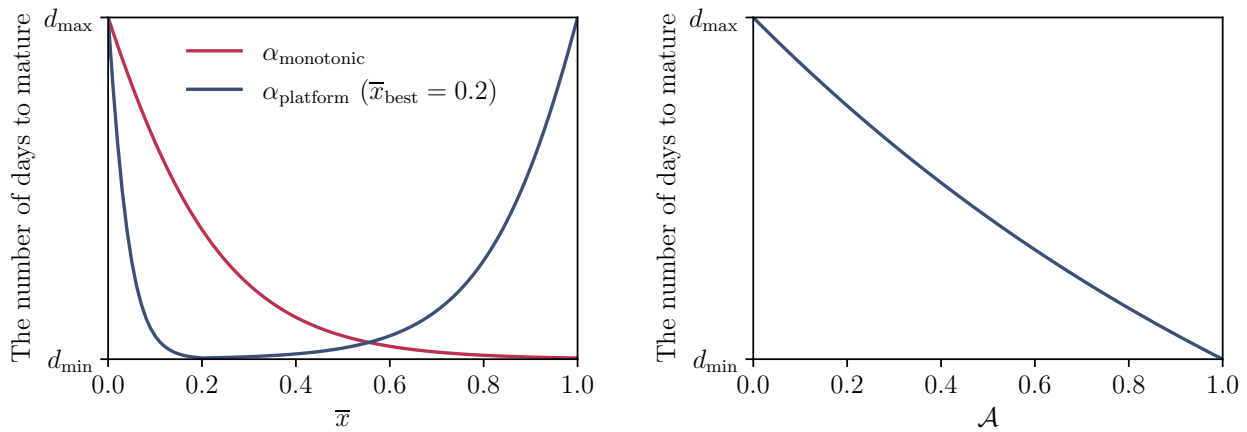 The number of days to mature
d_max
d_min
α_monotonic
α_platform (x̅_best = 0.2)
0.0 0.2 0.4 0.6 0.8 1.0
x̅
The number of days to mature
d_max
d_min
0.0 0.2 0.4 0.6 0.8 1.0
𝒜